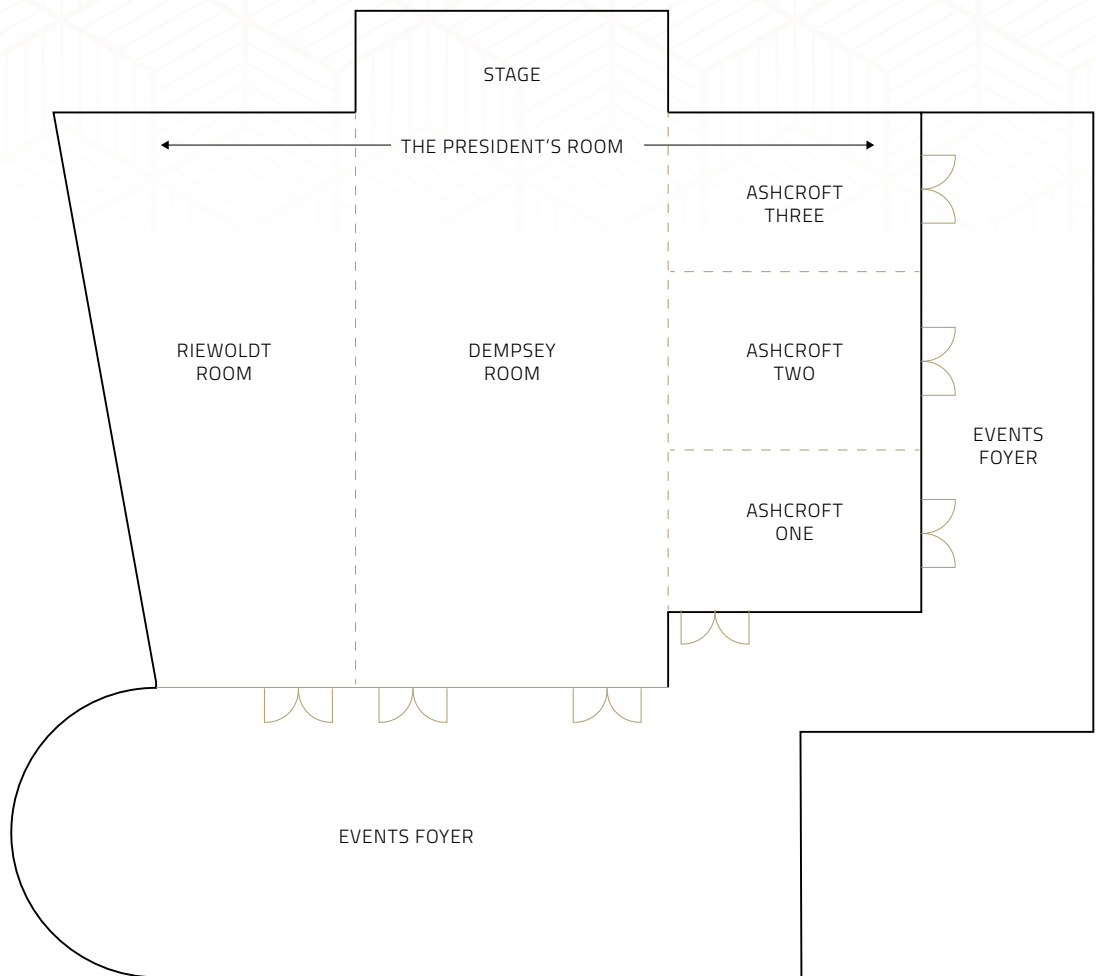 STAGE
THE PRESIDENT'S ROOM
ASHCROFT
THREE
RIEWOLDT
ROOM
DEMPSEY
ROOM
ASHCROFT
TWO
EVENTS
FOYER
ASHCROFT
ONE
EVENTS FOYER